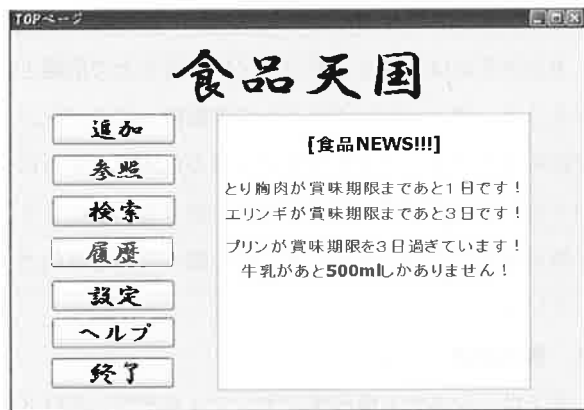 TOPページ
食品天国
追加
参照
検索
履歴
設定
ヘルプ
終了
[食品NEWS!!!]
とり胸肉が賞味期限まであと1日です！
エリンギが賞味期限まであと3日です！
プリンが賞味期限を3日過ぎています！
牛乳があと500mlしかありません！